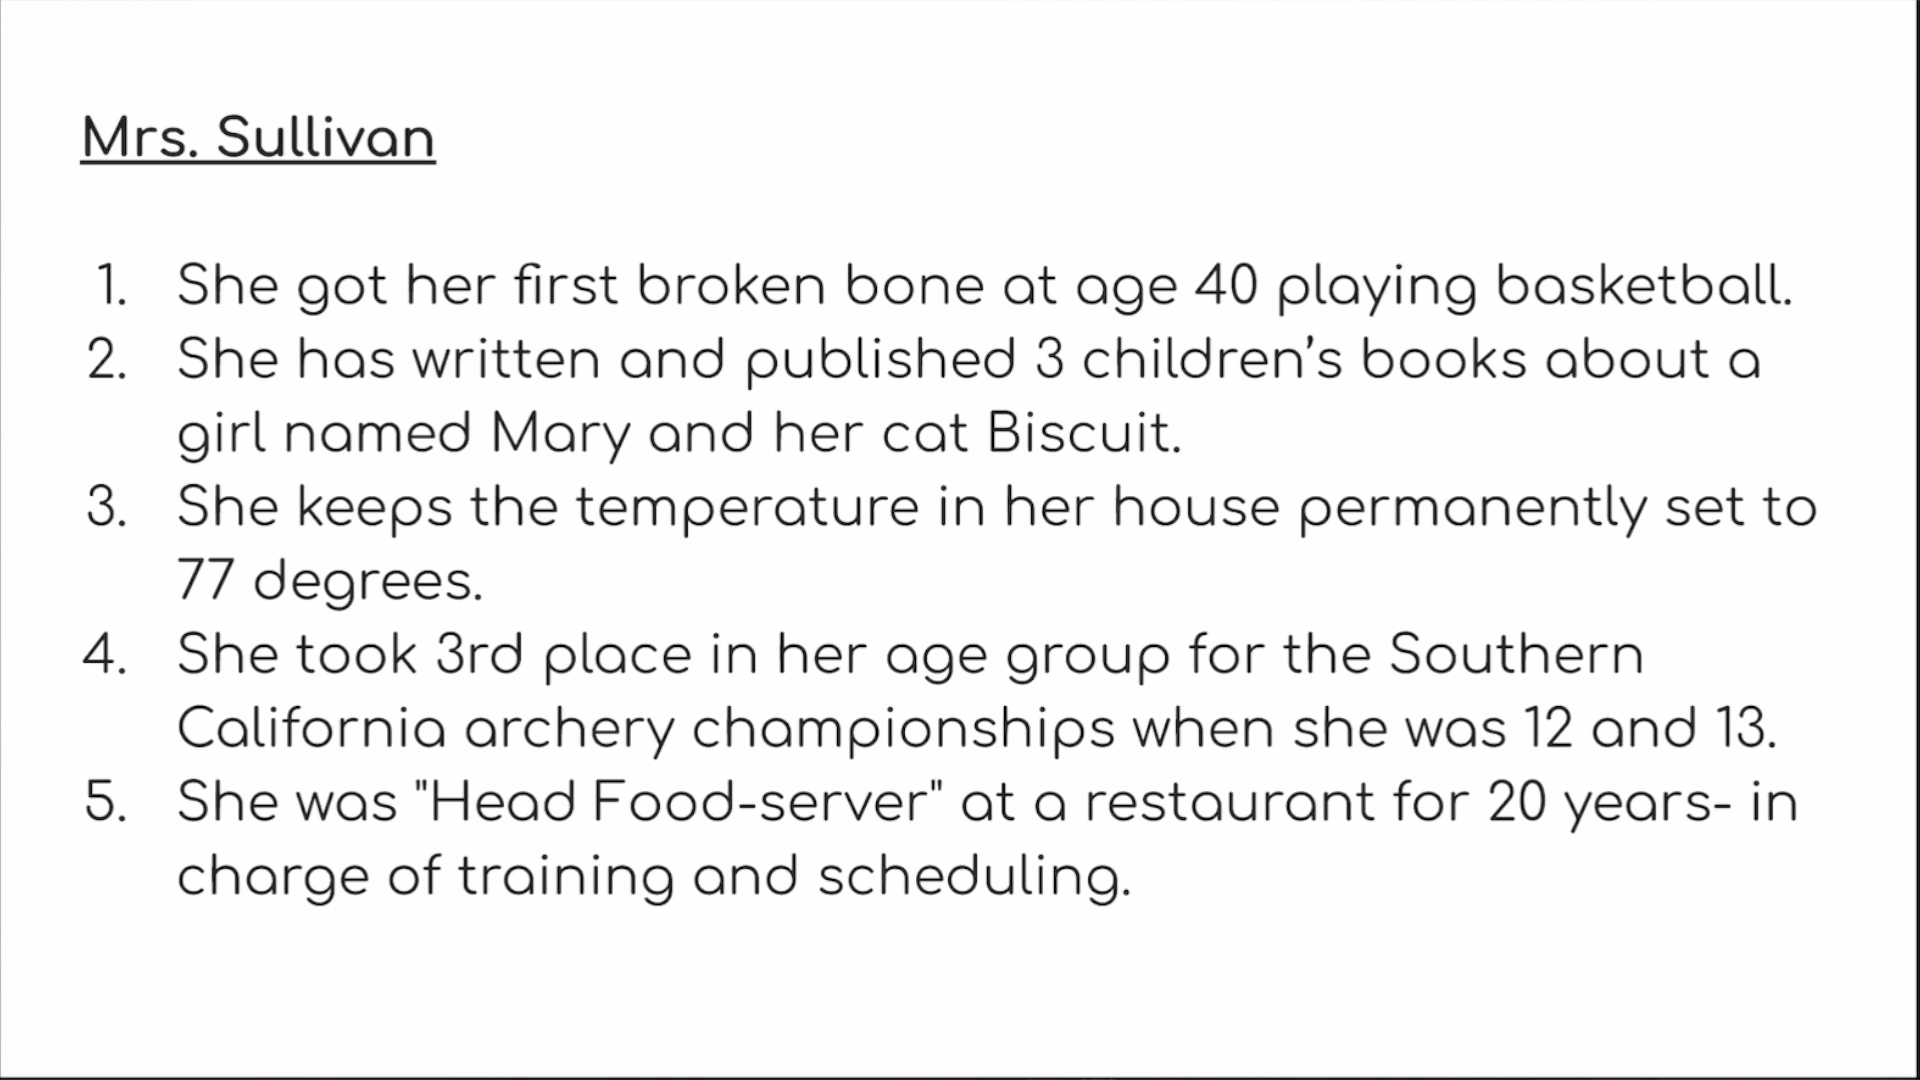 Mrs. Sullivan
1. She got her first broken bone at age 40 playing basketball.
2. She has written and published 3 children’s books about a
girl named Mary and her cat Biscuit.
3. She keeps the temperature in her house permanently set to
77 degrees.
4. She took 3rd place in her age group for the Southern
California archery championships when she was 12 and 13.
5. She was "Head Food-server" at a restaurant for 20 years- in
charge of training and scheduling.